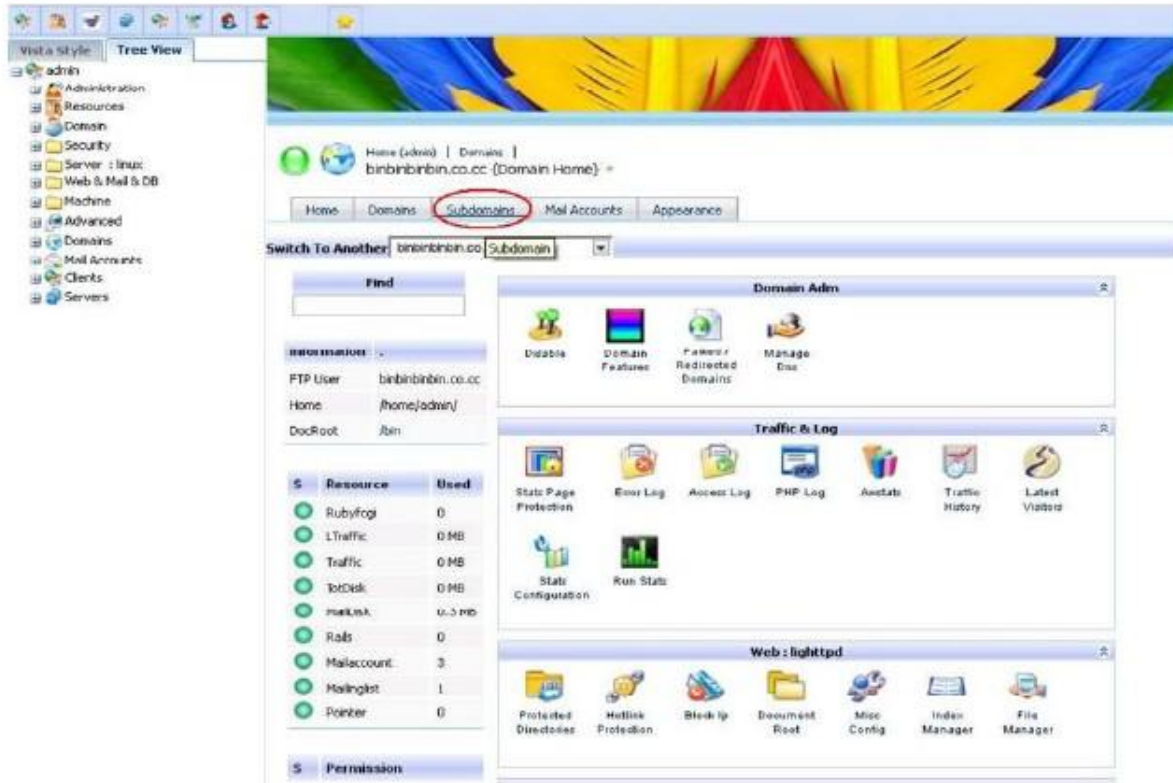 Vista Style
Tree View
admin
Administration
Resources
Domain
Security
Server : linux
Web & Mail & DB
Machine
Advanced
Domains
Mail Accounts
Clients
Servers
Home (admin) | Domains |
binbinbinbin.co.cc {Domain Home}
Home
Domains
Subdomains
Mail Accounts
Appearance
Switch To Another
binbinbinbin.co
Subdomain
Find
Information
FTP User binbinbinbin.co.cc
Home /home/admin/
DocRoot /bin
S Resource Used
Rubyfcgi 0
LTraffic 0 MB
Traffic 0 MB
TotDisk 0 MB
MailDisk 0.3 MB
Rails 0
Mailaccount 3
Mailinglist 1
Pointer 0
S Permission
Domain Adm
Disable
Domain Features
Parked / Redirected Domains
Manage Dns
Traffic & Log
Stats Page Protection
Error Log
Access Log
PHP Log
Awstats
Traffic History
Latest Visitors
Stats Configuration
Run Stats
Web : lighttpd
Protected Directories
Hotlink Protection
Block Ip
Document Root
Misc Config
Index Manager
File Manager